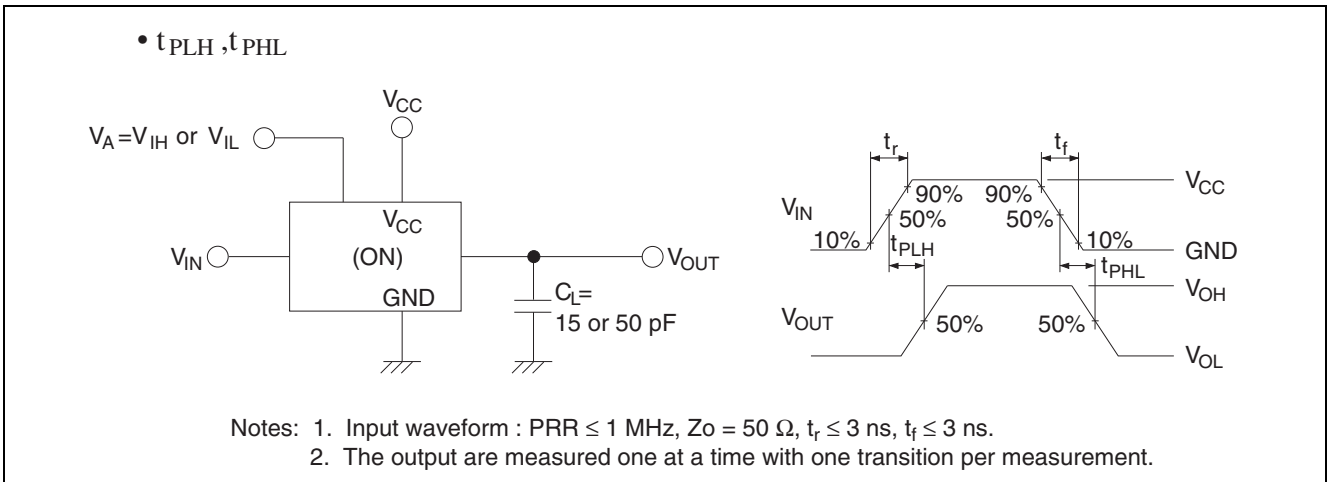 • tPLH ,tPHL
VCC
VA =VIH or VIL
VCC
VIN
(ON)
VOUT
GND
CL=
15 or 50 pF
tr
tf
VCC
90%
90%
VIN
50%
50%
10%
10%
GND
tPLH
tPHL
VOH
VOUT
50%
50%
VOL
Notes: 1. Input waveform : PRR ≤ 1 MHz, Zo = 50 Ω, tr ≤ 3 ns, tf ≤ 3 ns.
2. The output are measured one at a time with one transition per measurement.